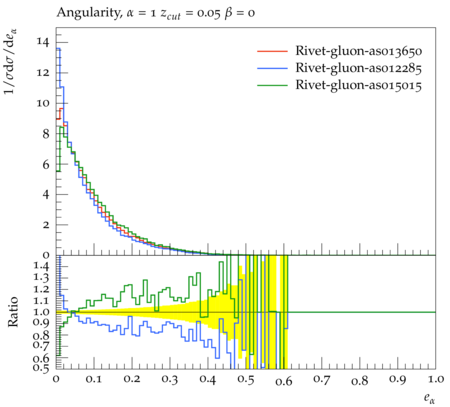 Angularity, α = 1 z_cut = 0.05 β = 0
1/σdσ/de_α
14
12
10
8
6
4
2
0
Rivet-gluon-as013650
Rivet-gluon-as012285
Rivet-gluon-as015015
Ratio
1.4
1.3
1.2
1.1
1.0
0.9
0.8
0.7
0.6
0.5
0 0.1 0.2 0.3 0.4 0.5 0.6 0.7 0.8 0.9 1.0
e_α